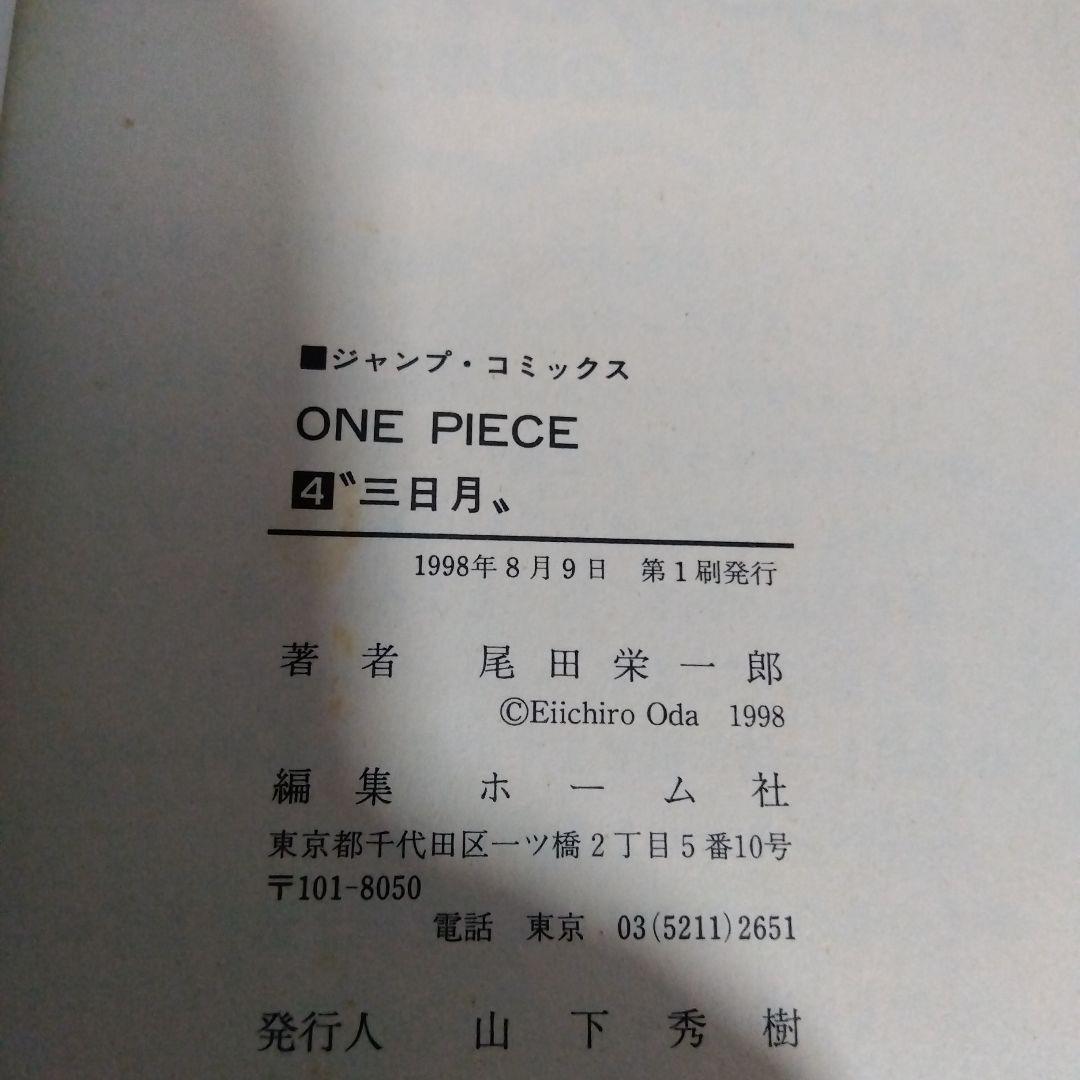 ■ジャンプ・コミックス
ONE PIECE
4〝三日月〟
1998年8月9日 第1刷発行
著者 尾田栄一郎
©Eiichiro Oda 1998
編集 ホーム社
東京都千代田区一ツ橋2丁目5番10号
〒101-8050
電話 東京 03(5211)2651
発行人 山下秀樹